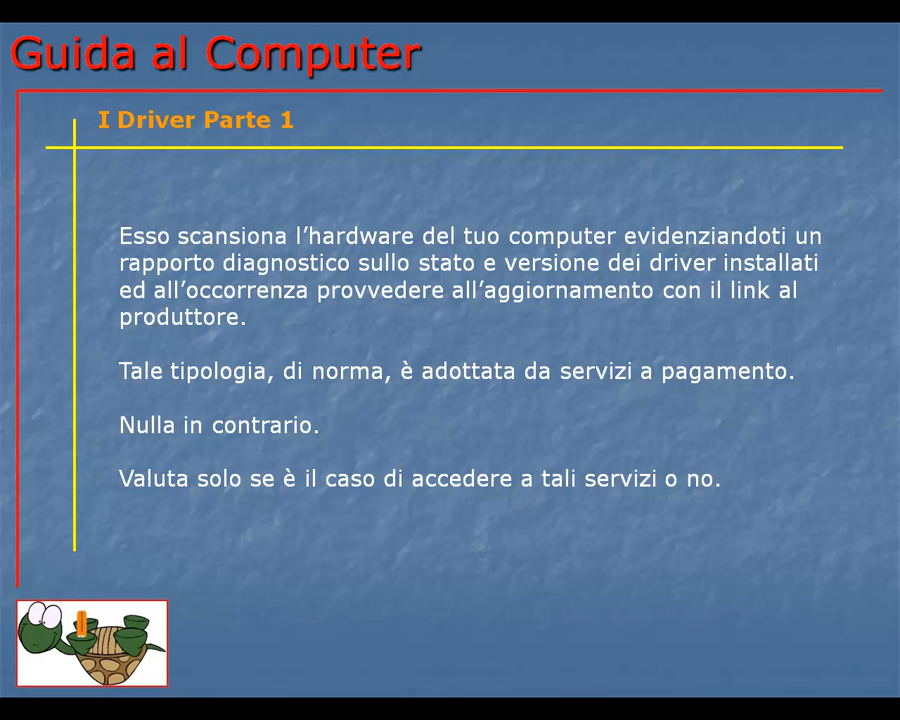 Guida al Computer
I Driver Parte 1
Esso scansiona l’hardware del tuo computer evidenziandoti un
rapporto diagnostico sullo stato e versione dei driver installati
ed all’occorrenza provvedere all’aggiornamento con il link al
produttore.
Tale tipologia, di norma, è adottata da servizi a pagamento.
Nulla in contrario.
Valuta solo se è il caso di accedere a tali servizi o no.